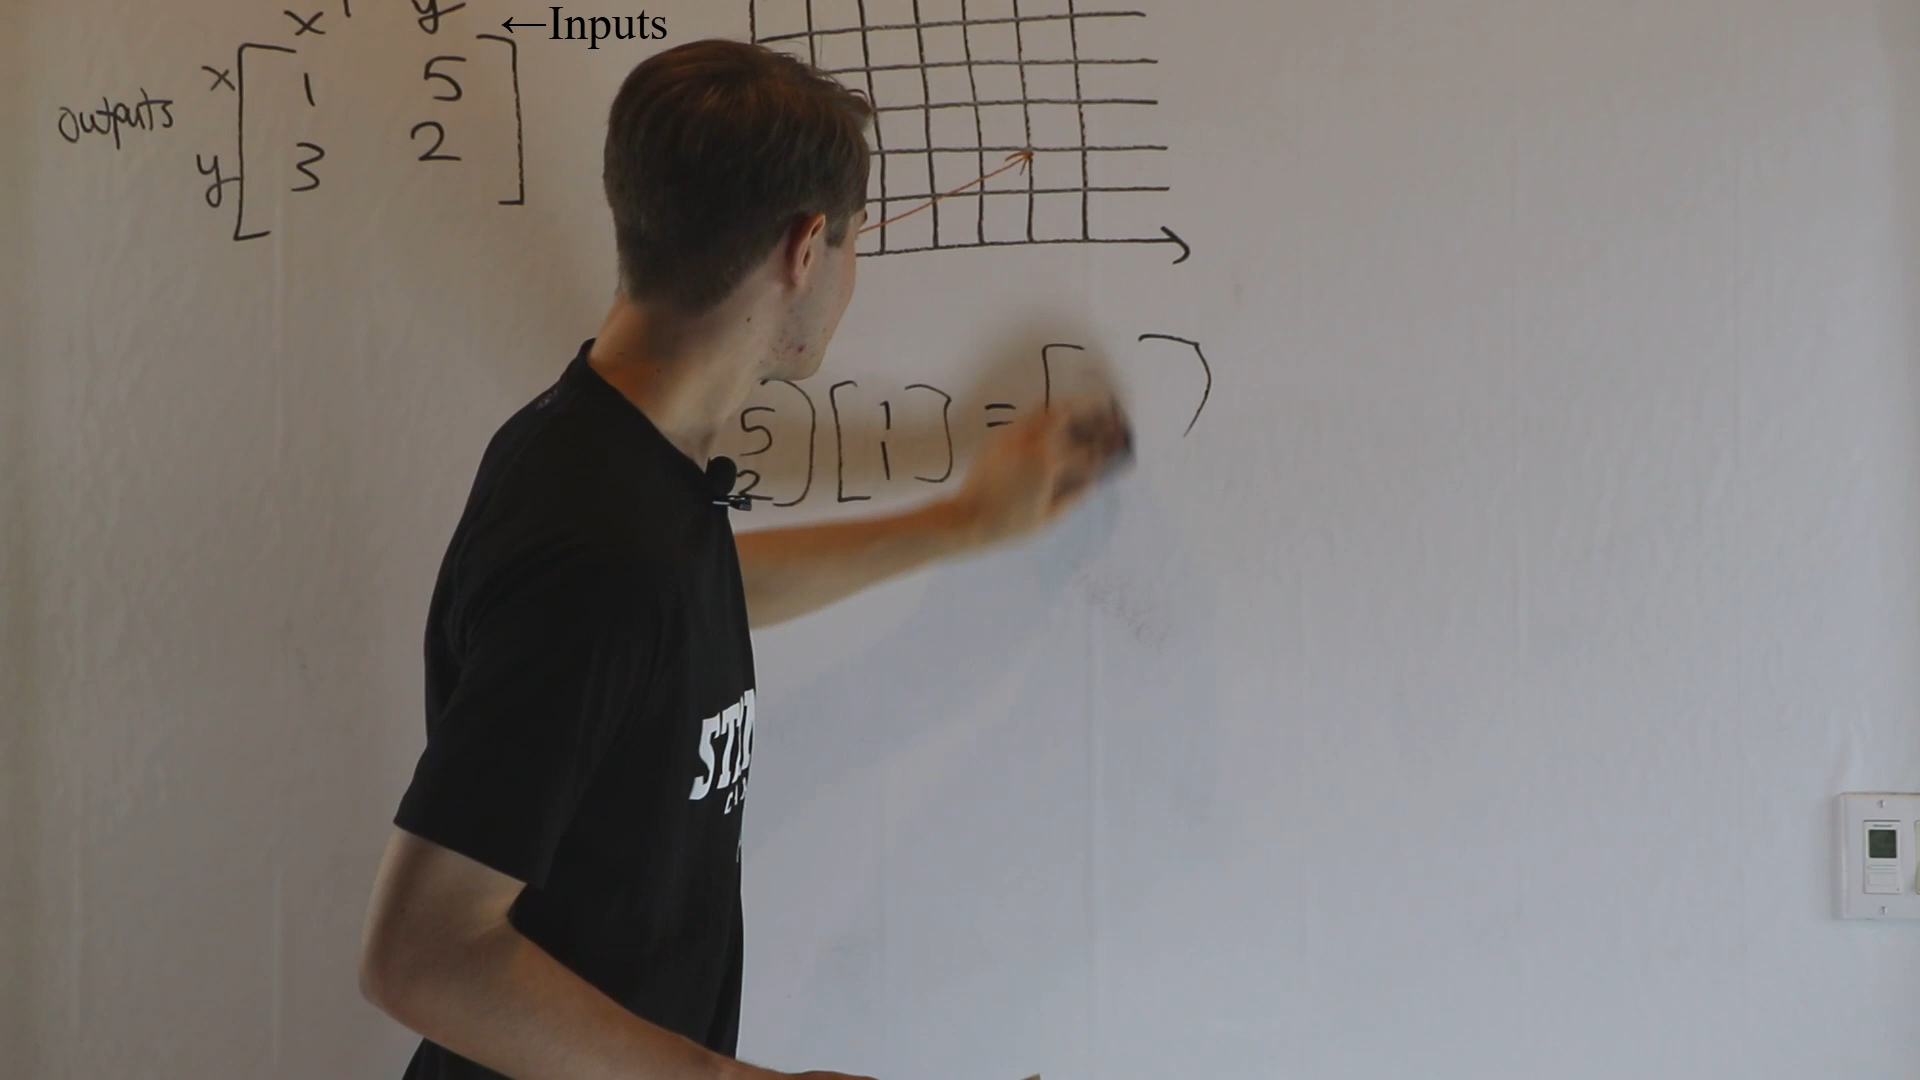 x y ←Inputs
outputs x 1 5
y 3 2
5 1 =
2 1